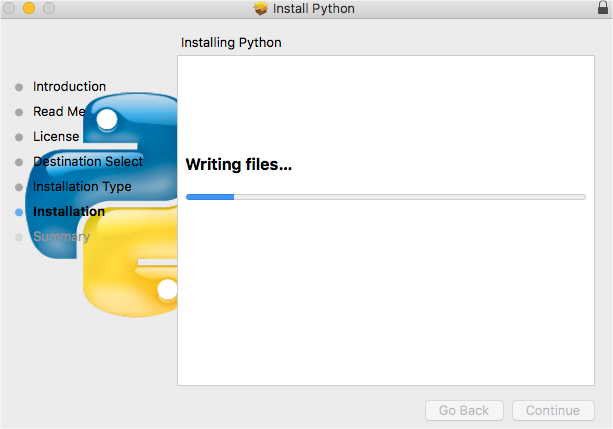 Install Python
Installing Python
Introduction
Read Me
License
Destination Select
Installation Type
Installation
Summary
Writing files...
Go Back
Continue